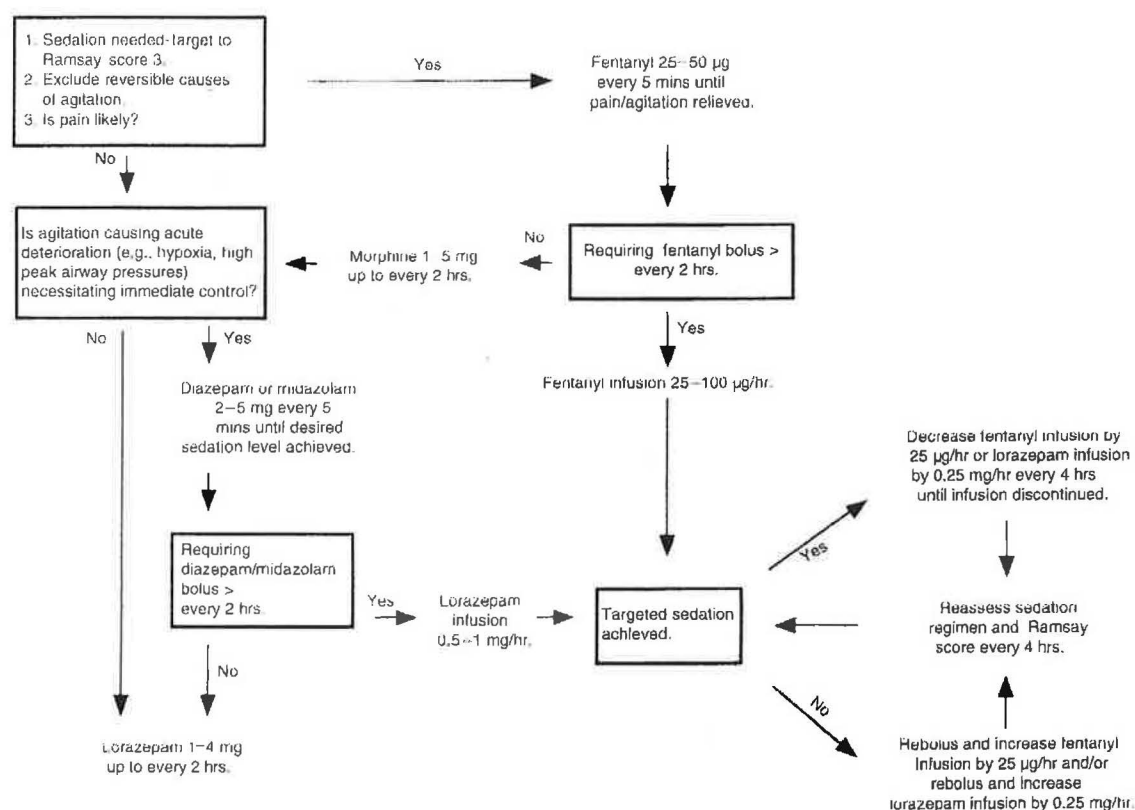 1. Sedation needed-target to
Ramsay score 3.
2. Exclude reversible causes
of agitation.
3. Is pain likely?
Yes
Fentanyl 25–50 µg
every 5 mins until
pain/agitation relieved.
No
Is agitation causing acute
deterioration (e.g., hypoxia, high
peak airway pressures)
necessitating immediate control?
Morphine 1–5 mg
up to every 2 hrs.
No
Requiring fentanyl bolus >
every 2 hrs.
No
Yes
Yes
Diazepam or midazolam
2–5 mg every 5
mins until desired
sedation level achieved.
Fentanyl infusion 25–100 µg/hr.
Decrease fentanyl infusion by
25 µg/hr or lorazepam infusion
by 0.25 mg/hr every 4 hrs
until infusion discontinued.
Requiring
diazepam/midazolam
bolus >
every 2 hrs.
Yes
Lorazepam
infusion
0.5–1 mg/hr.
Targeted sedation
achieved.
Yes
Reassess sedation
regimen and Ramsay
score every 4 hrs.
No
No
Lorazepam 1–4 mg
up to every 2 hrs.
Rebolus and increase fentanyl
Infusion by 25 µg/hr and/or
rebolus and increase
lorazepam infusion by 0.25 mg/hr.